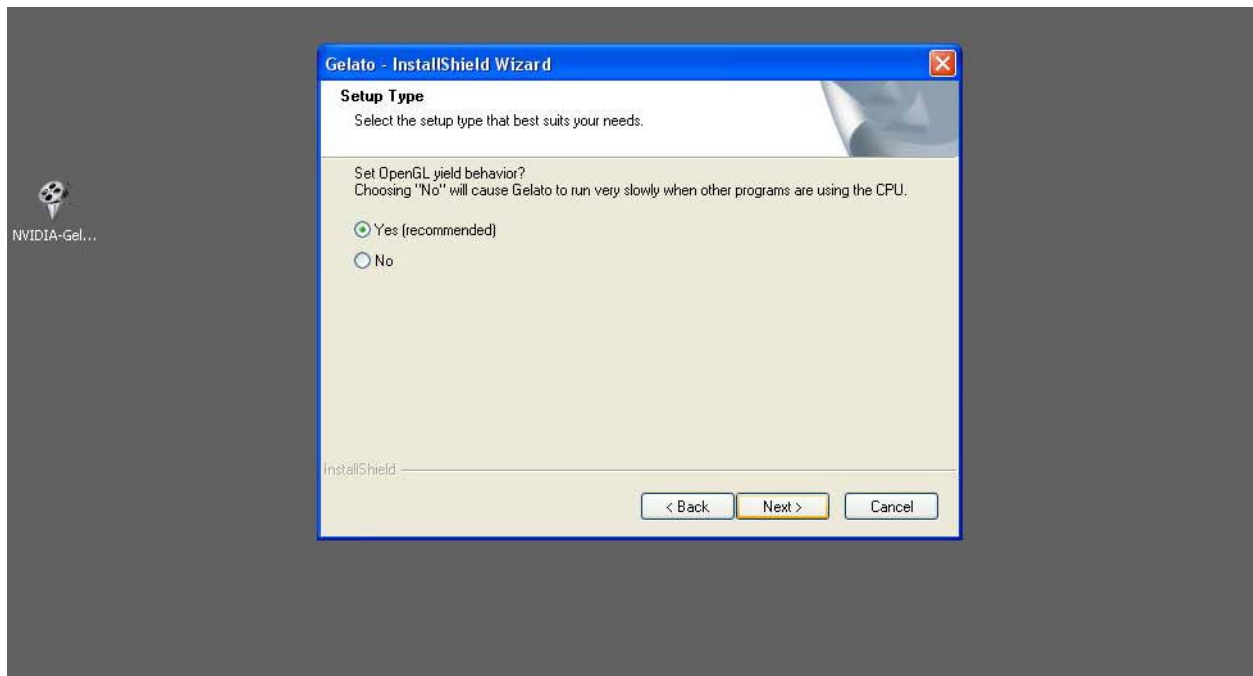 Gelato - InstallShield Wizard
Setup Type
Select the setup type that best suits your needs.
Set OpenGL yield behavior?
Choosing "No" will cause Gelato to run very slowly when other programs are using the CPU.
Yes (recommended)
No
NVIDIA-Gel...
InstallShield
< Back Next > Cancel